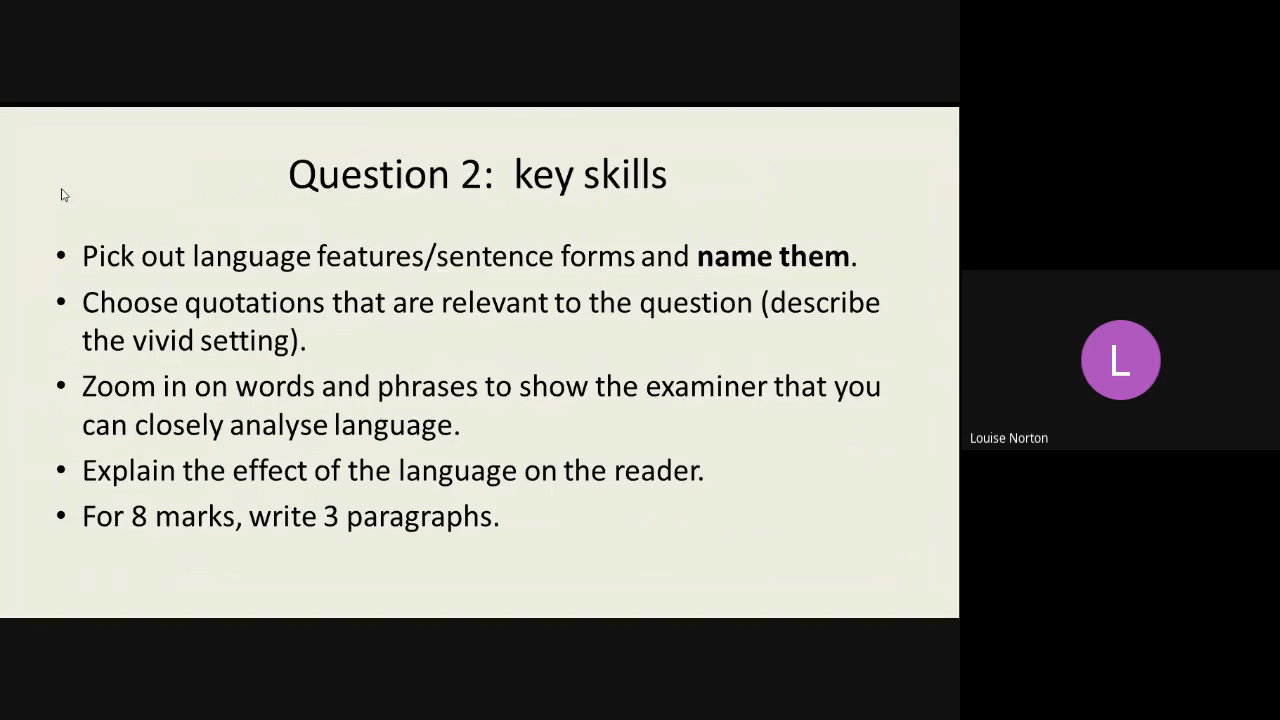 Question 2:  key skills
• Pick out language features/sentence forms and name them.
• Choose quotations that are relevant to the question (describe
the vivid setting).
• Zoom in on words and phrases to show the examiner that you
can closely analyse language.
• Explain the effect of the language on the reader.
• For 8 marks, write 3 paragraphs.
L
Louise Norton